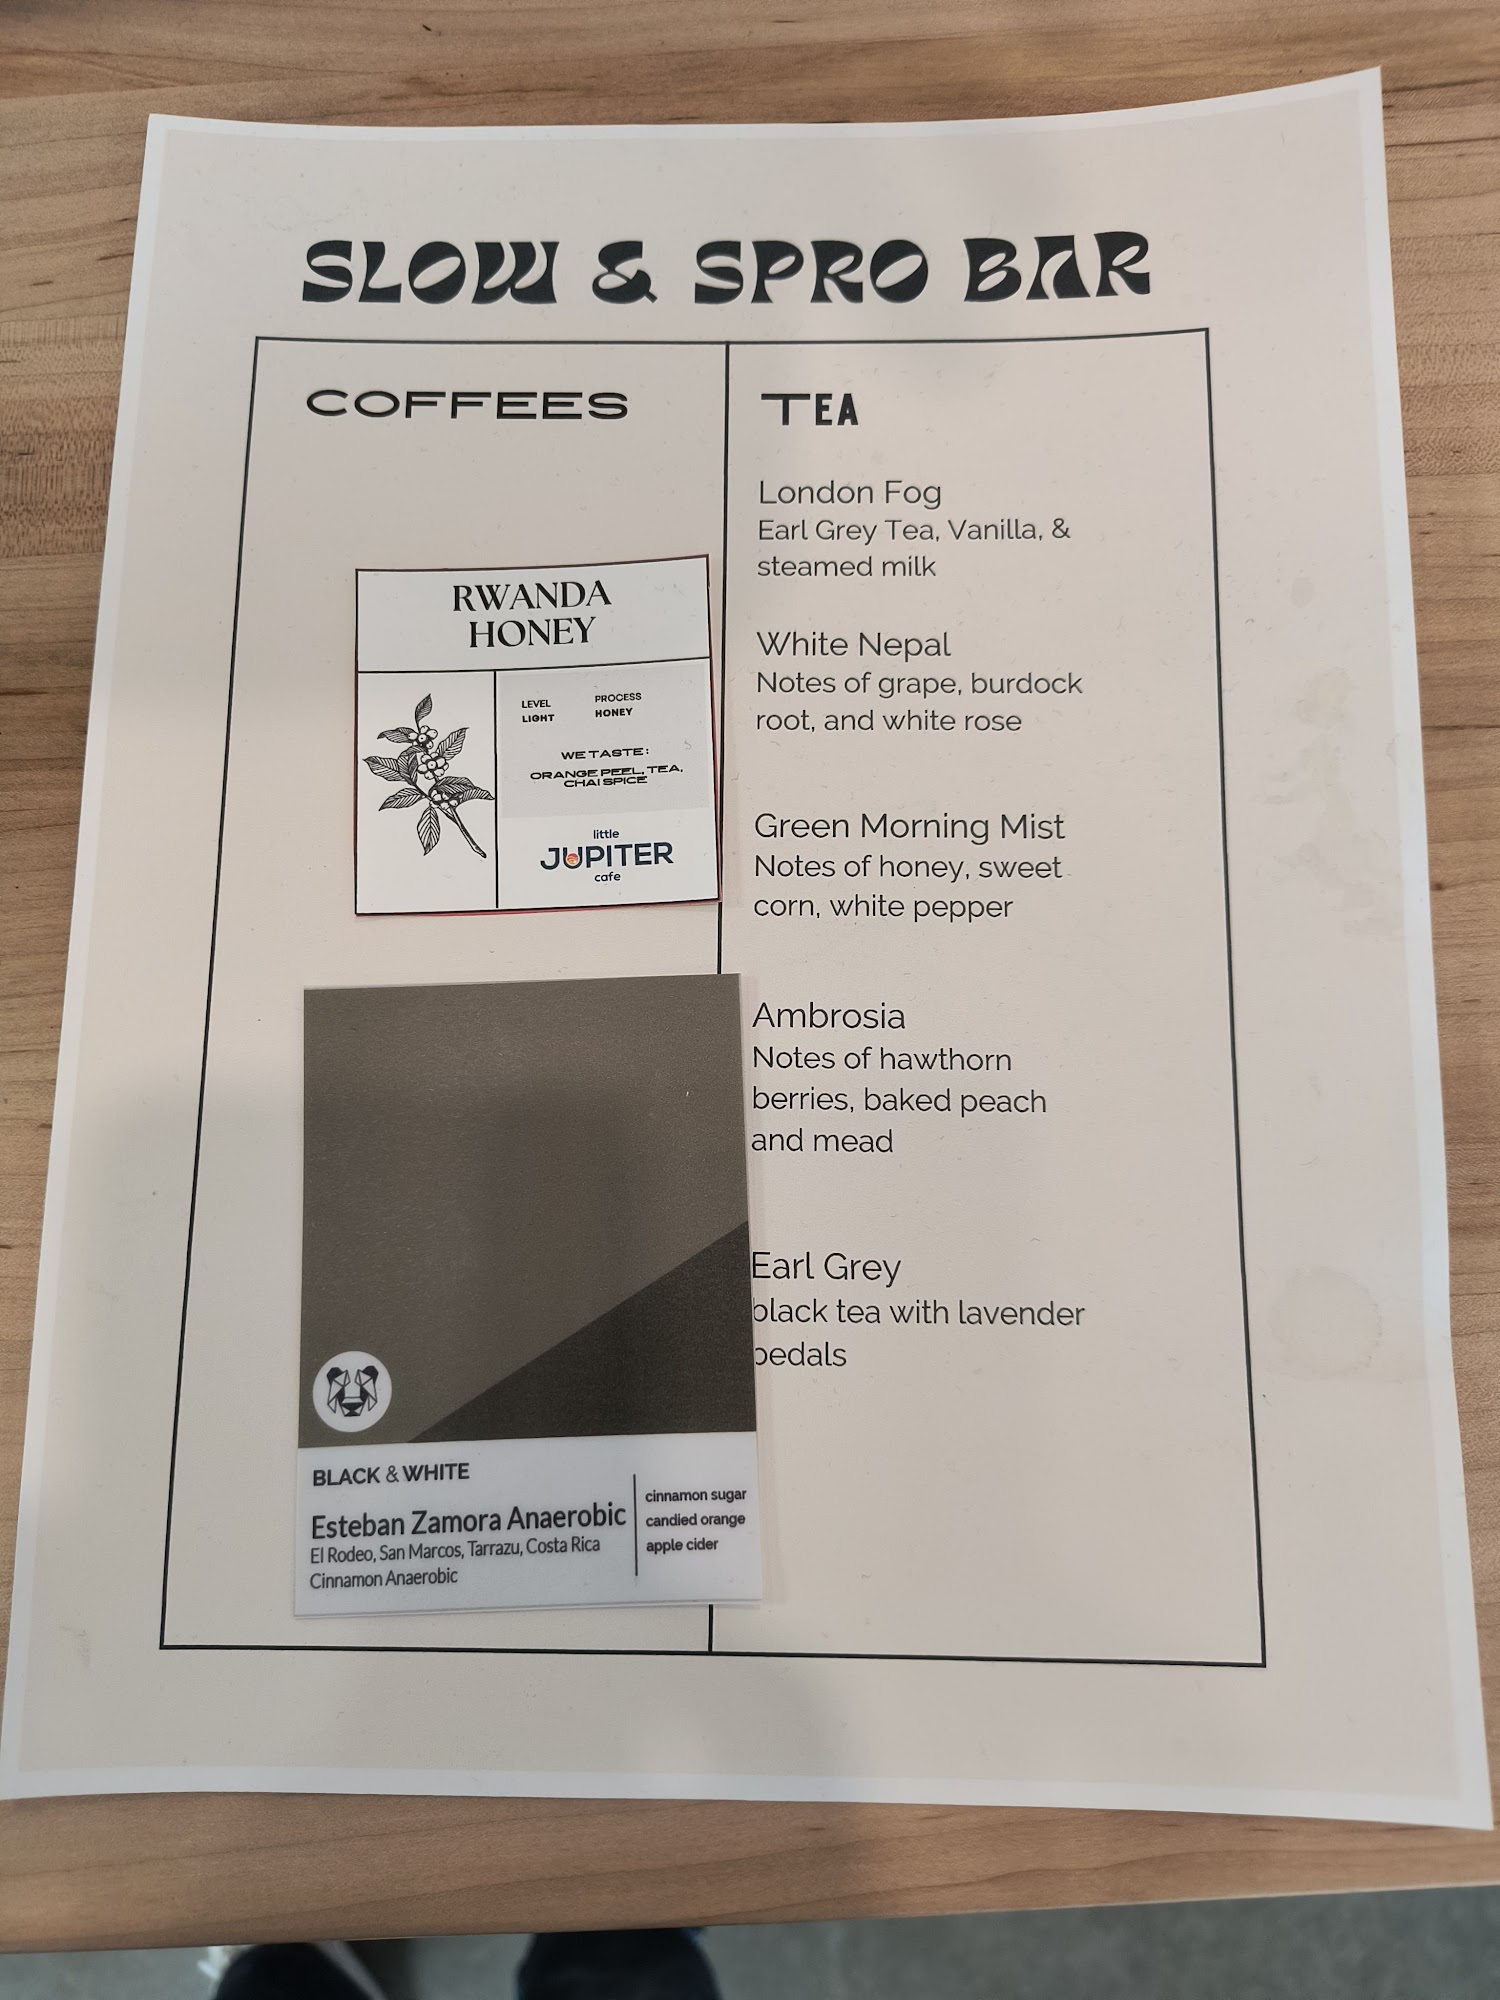 SLOW & SPRO BAR
COFFEES
RWANDA
HONEY
LEVEL
LIGHT
PROCESS
HONEY
WE TASTE:
ORANGE PEEL, TEA,
CHAI SPICE
little
JUPITER
cafe
BLACK & WHITE
Esteban Zamora Anaerobic
El Rodeo, San Marcos, Tarrazu, Costa Rica
Cinnamon Anaerobic
cinnamon sugar
candied orange
apple cider
TEA
London Fog
Earl Grey Tea, Vanilla, &
steamed milk
White Nepal
Notes of grape, burdock
root, and white rose
Green Morning Mist
Notes of honey, sweet
corn, white pepper
Ambrosia
Notes of hawthorn
berries, baked peach
and mead
Earl Grey
black tea with lavender
pedals